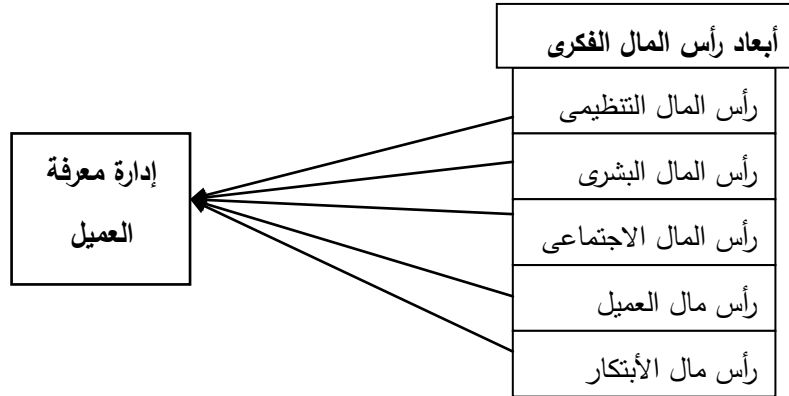 أبعاد رأس المال الفكرى
رأس المال التنظيمى
رأس المال البشرى
رأس المال الاجتماعى
رأس مال العميل
رأس مال الأبتكار
إدارة معرفة
العميل